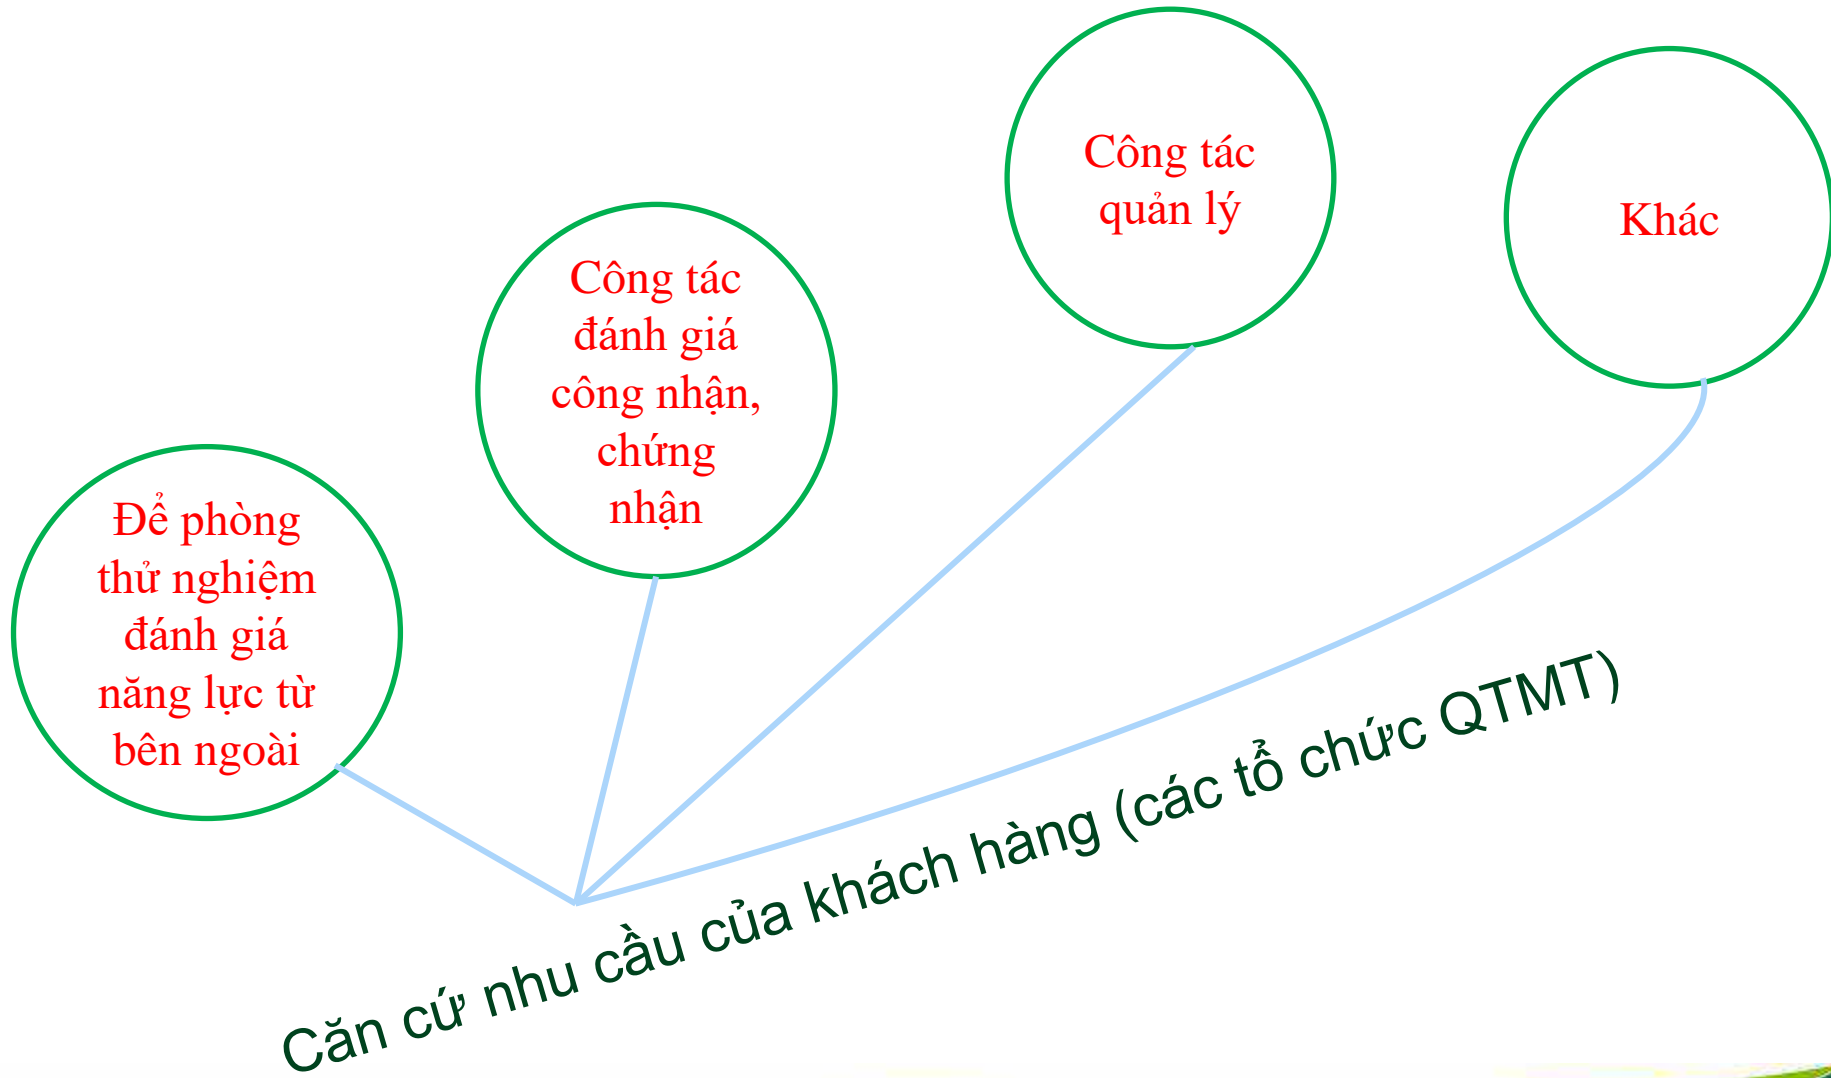 Để phòng
thử nghiệm
đánh giá
năng lực từ
bên ngoài
Công tác
đánh giá
công nhận,
chứng
nhận
Công tác
quản lý
Khác
Căn cứ nhu cầu của khách hàng (các tổ chức QTMT)